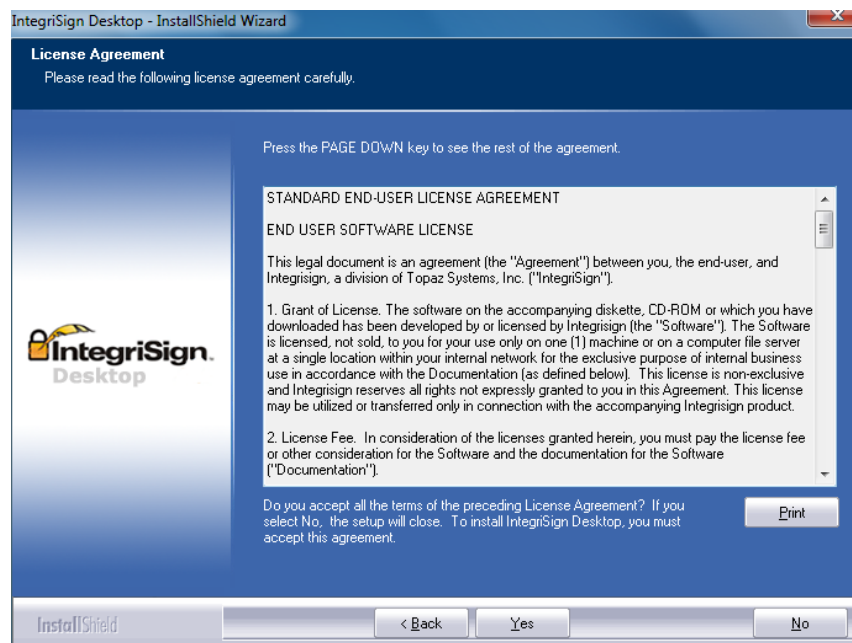 IntegriSign Desktop - InstallShield Wizard
License Agreement
Please read the following license agreement carefully.
Press the PAGE DOWN key to see the rest of the agreement.
STANDARD END-USER LICENSE AGREEMENT
END USER SOFTWARE LICENSE
This legal document is an agreement (the "Agreement") between you, the end-user, and
Integrisign, a division of Topaz Systems, Inc. ("IntegriSign").
1. Grant of License. The software on the accompanying diskette, CD-ROM or which you have
downloaded has been developed by or licensed by Integrisign (the "Software"). The Software
is licensed, not sold, to you for your use only on one (1) machine or on a computer file server
at a single location within your internal network for the exclusive purpose of internal business
use in accordance with the Documentation (as defined below). This license is non-exclusive
and Integrisign reserves all rights not expressly granted to you in this Agreement. This license
may be utilized or transferred only in connection with the accompanying Integrisign product.
2. License Fee. In consideration of the licenses granted herein, you must pay the license fee
or other consideration for the Software and the documentation for the Software
("Documentation").
IntegriSign.
Desktop
Do you accept all the terms of the preceding License Agreement? If you
select No, the setup will close. To install IntegriSign Desktop, you must
accept this agreement.
Print
InstallShield
< Back
Yes
No